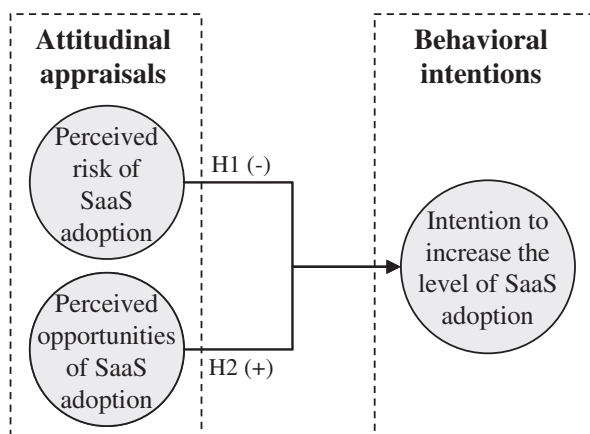 Attitudinal
appraisals
Perceived
risk of
SaaS
adoption
H1 (-)
Perceived
opportunities
of SaaS
adoption
H2 (+)
Behavioral
intentions
Intention to
increase the
level of SaaS
adoption